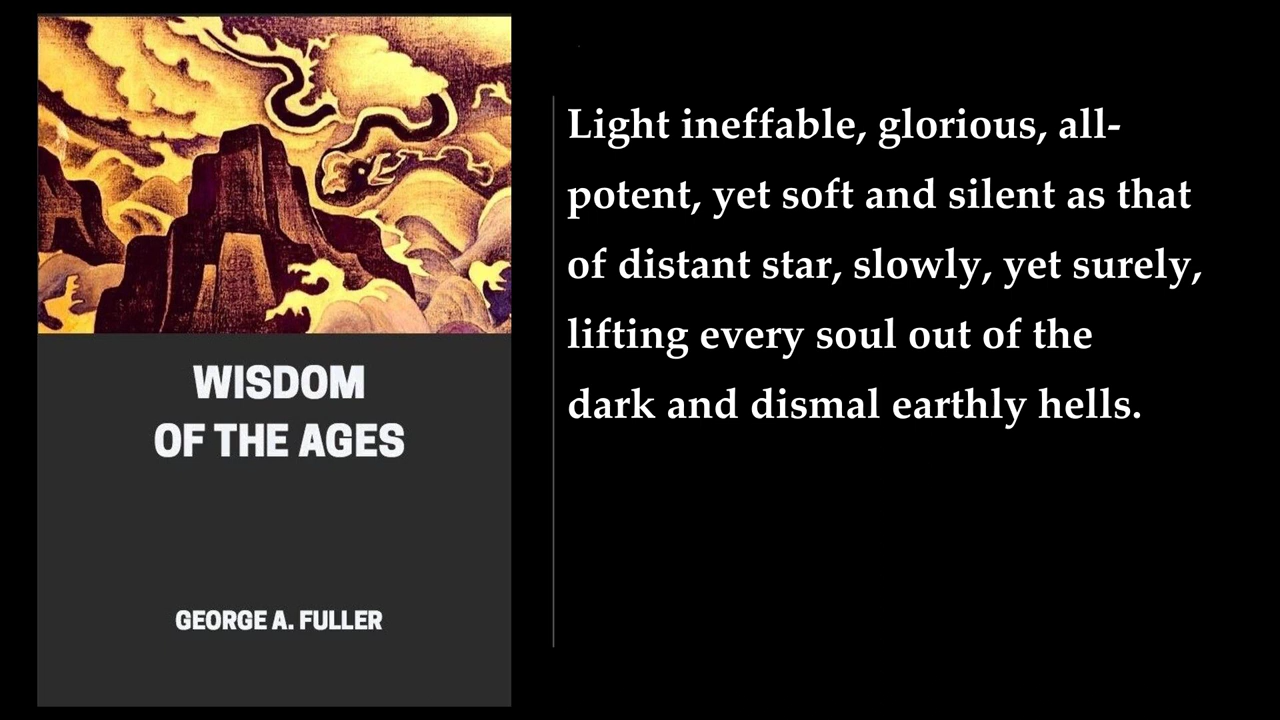 WISDOM
OF THE AGES
GEORGE A. FULLER
Light ineffable, glorious, all-
potent, yet soft and silent as that
of distant star, slowly, yet surely,
lifting every soul out of the
dark and dismal earthly hells.